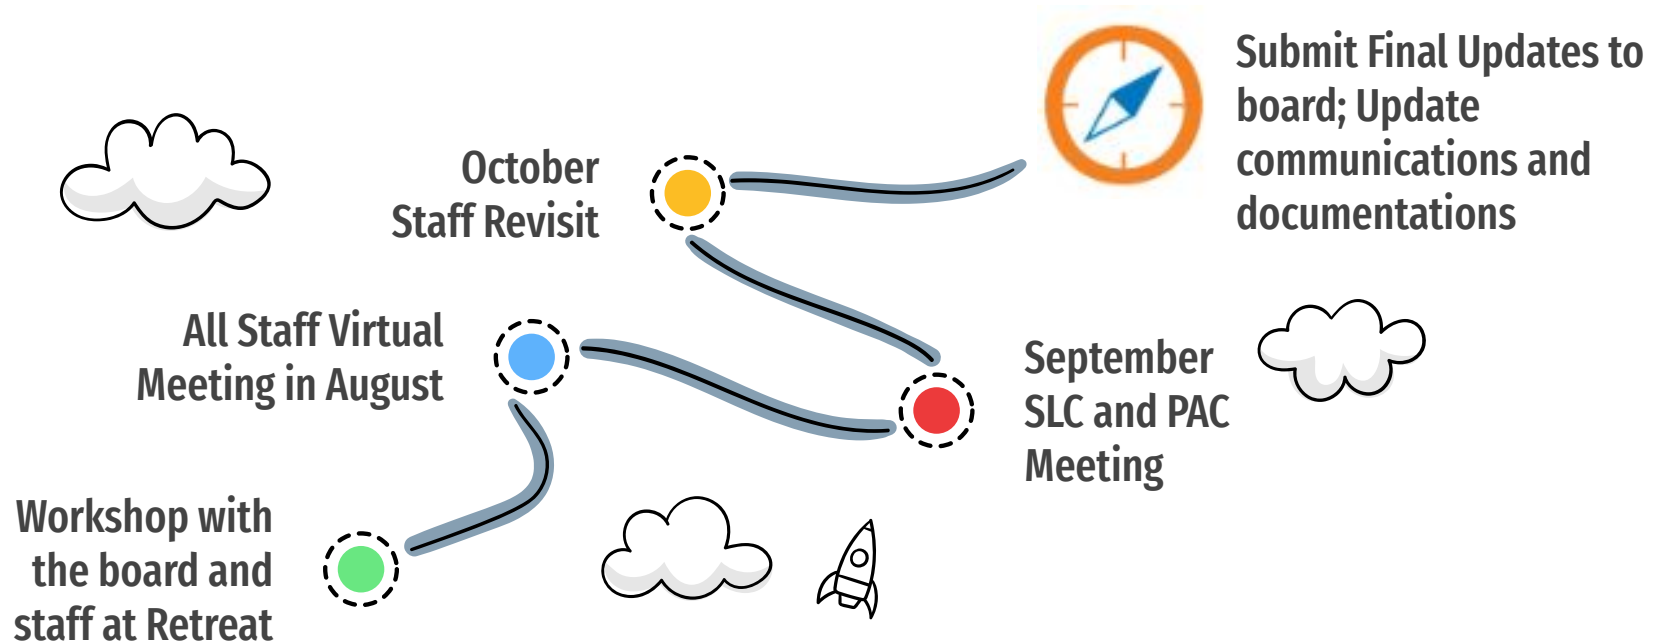 Submit Final Updates to
board; Update
communications and
documentations
October
Staff Revisit
All Staff Virtual
Meeting in August
September
SLC and PAC
Meeting
Workshop with
the board and
staff at Retreat